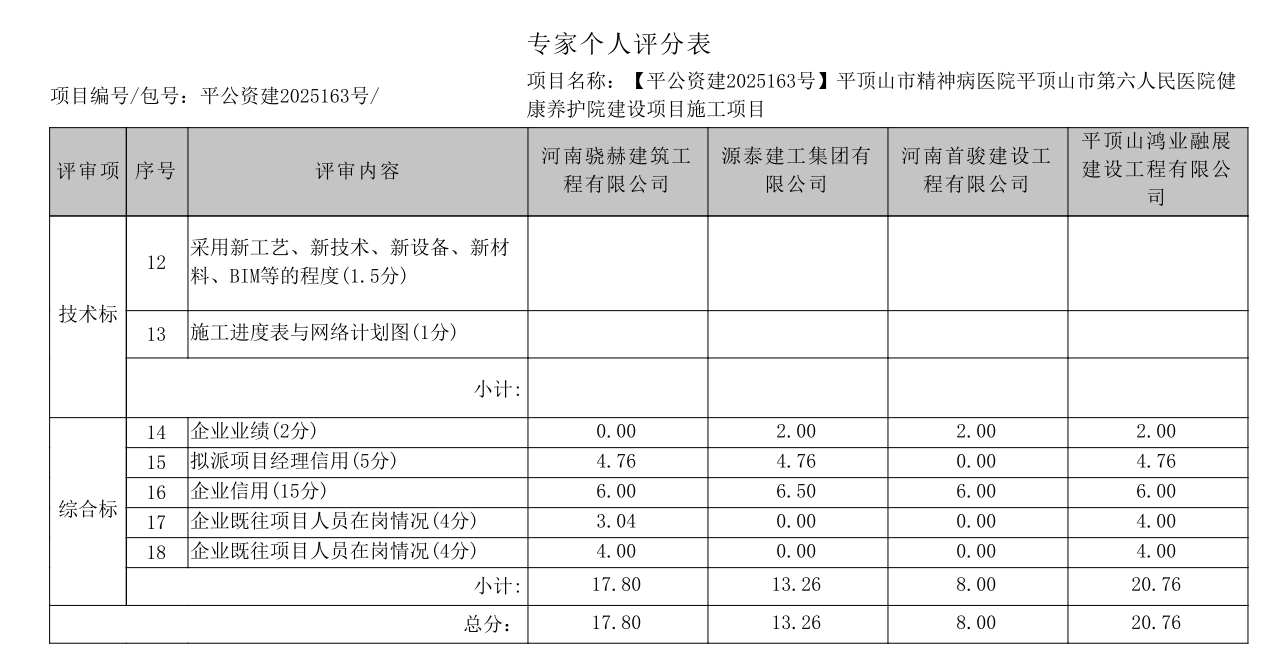 专家个人评分表
项目编号/包号：平公资建2025163号/
项目名称：【平公资建2025163号】平顶山市精神病医院平顶山市第六人民医院健
康养护院建设项目施工项目
评审项 序号 评审内容 河南骁赫建筑工程有限公司 源泰建工集团有限公司 河南首骏建设工程有限公司 平顶山鸿业融展建设工程有限公司
技术标
12 采用新工艺、新技术、新设备、新材
料、BIM等的程度(1.5分)
13 施工进度表与网络计划图(1分)
小计:
综合标
14 企业业绩(2分) 0.00 2.00 2.00 2.00
15 拟派项目经理信用(5分) 4.76 4.76 0.00 4.76
16 企业信用(15分) 6.00 6.50 6.00 6.00
17 企业既往项目人员在岗情况(4分) 3.04 0.00 0.00 4.00
18 企业既往项目人员在岗情况(4分) 4.00 0.00 0.00 4.00
小计: 17.80 13.26 8.00 20.76
总分： 17.80 13.26 8.00 20.76